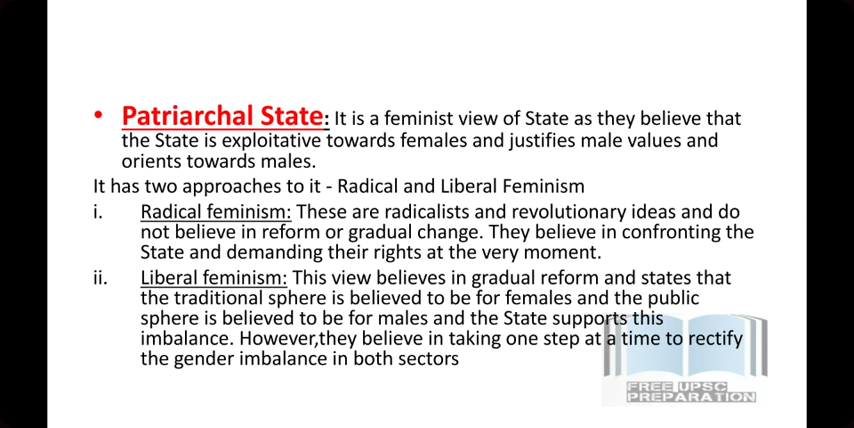 • Patriarchal State: It is a feminist view of State as they believe that
the State is exploitative towards females and justifies male values and
orients towards males.
It has two approaches to it - Radical and Liberal Feminism
i. Radical feminism: These are radicalists and revolutionary ideas and do
not believe in reform or gradual change. They believe in confronting the
State and demanding their rights at the very moment.
ii. Liberal feminism: This view believes in gradual reform and states that
the traditional sphere is believed to be for females and the public
sphere is believed to be for males and the State supports this
imbalance. However,they believe in taking one step at a time to rectify
the gender imbalance in both sectors
FREE UPSC
PREPARATION